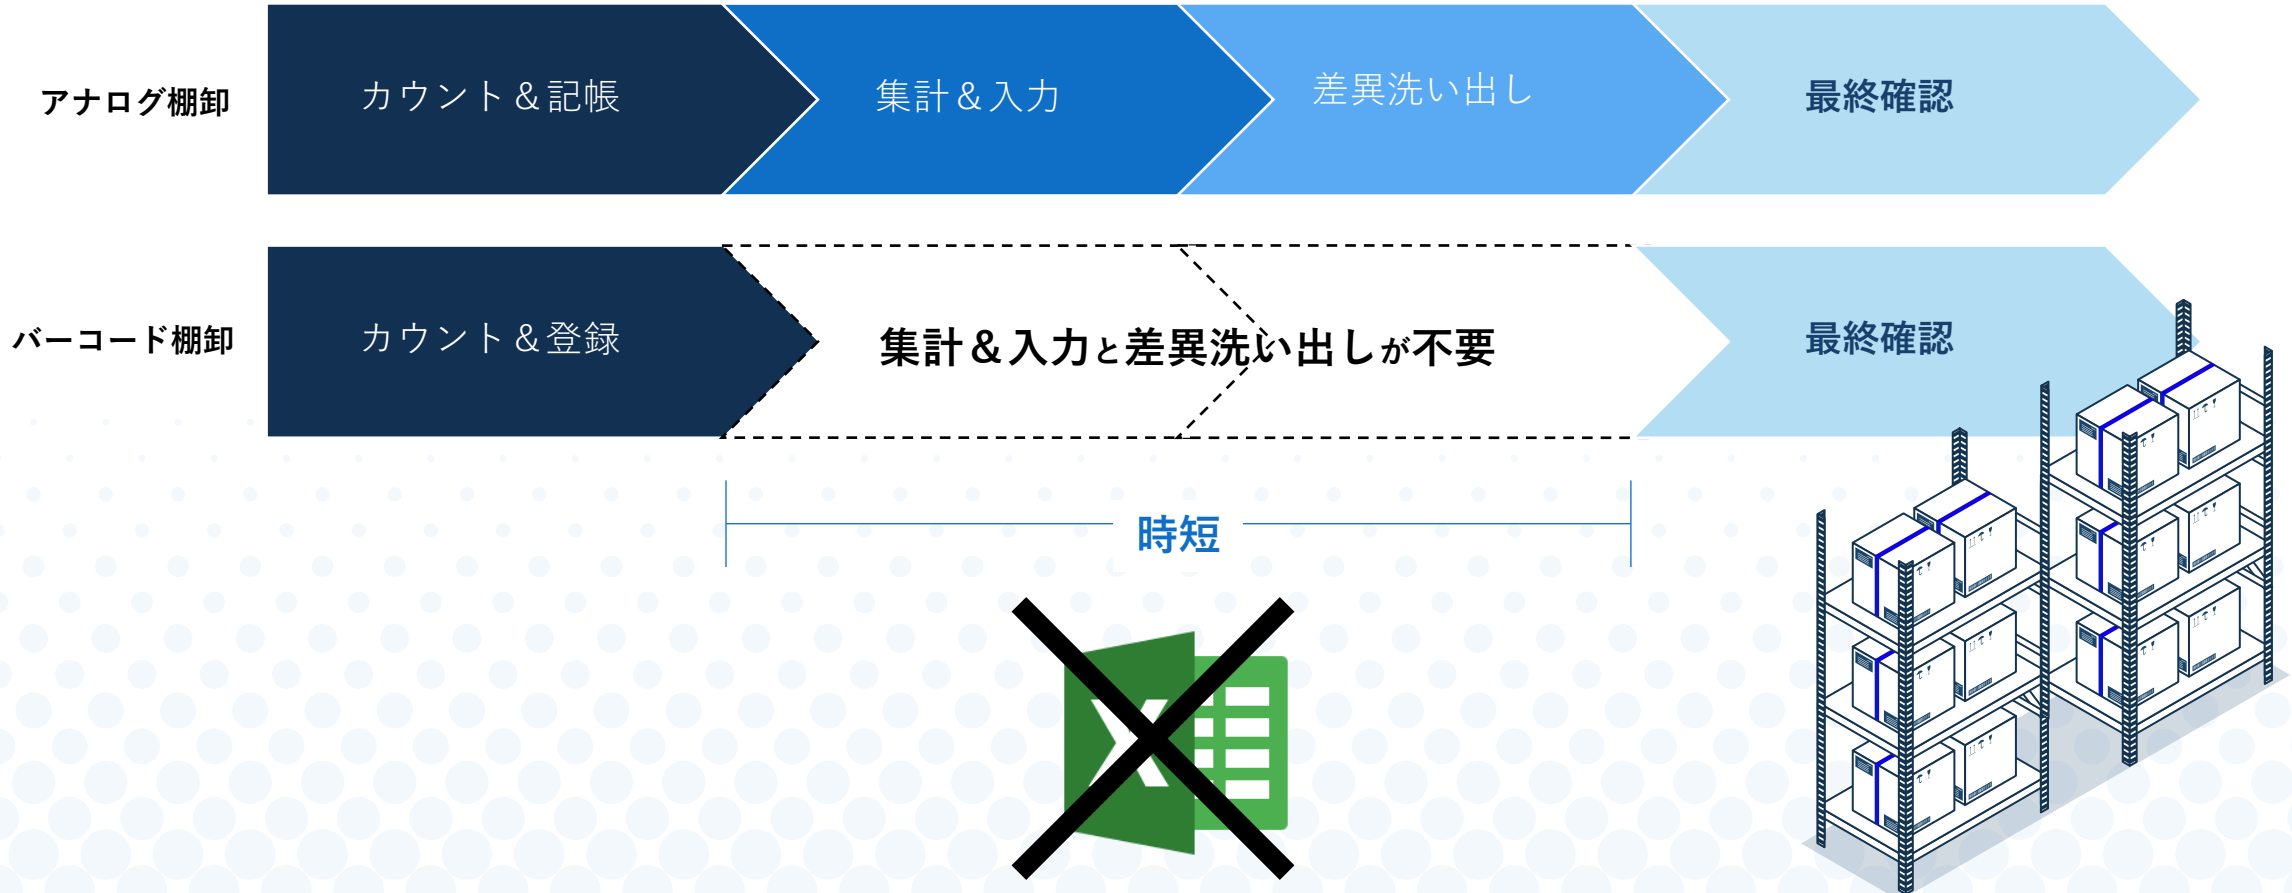 アナログ棚卸
カウント＆記帳
集計＆入力
差異洗い出し
最終確認
バーコード棚卸
カウント＆登録
集計＆入力と差異洗い出しが不要
最終確認
時短
X